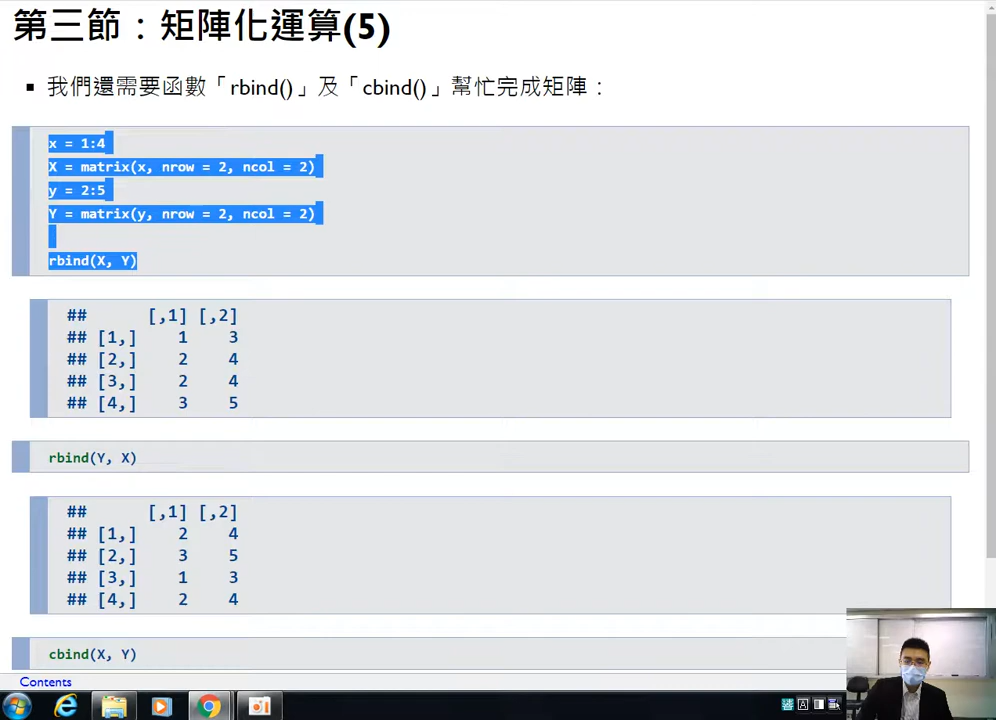 第三節：矩陣化運算(5)
▪ 我們還需要函數「rbind()」及「cbind()」幫忙完成矩陣：
x = 1:4
X = matrix(x, nrow = 2, ncol = 2)
y = 2:5
Y = matrix(y, nrow = 2, ncol = 2)
rbind(X, Y)
##      [,1] [,2]
## [1,]    1    3
## [2,]    2    4
## [3,]    2    4
## [4,]    3    5
rbind(Y, X)
##      [,1] [,2]
## [1,]    2    4
## [2,]    3    5
## [3,]    1    3
## [4,]    2    4
cbind(X, Y)
Contents
A